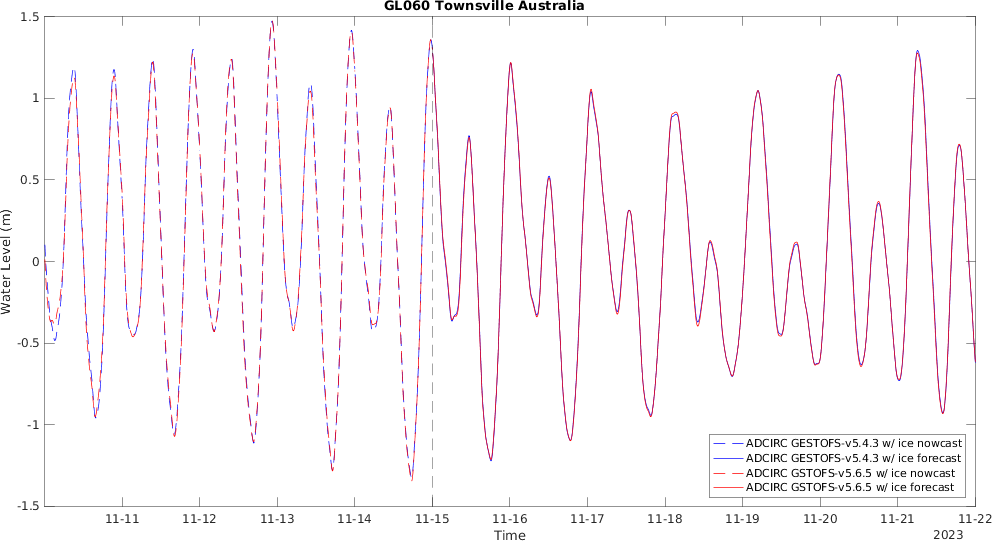 GL060 Townsville Australia
1.5
1
0.5
0
-0.5
-1
-1.5
Water Level (m)
11-11
11-12
11-13
11-14
11-15
11-16
11-17
11-18
11-19
11-20
11-21
11-22
Time
2023
ADCIRC GESTOFS-v5.4.3 w/ ice nowcast
ADCIRC GESTOFS-v5.4.3 w/ ice forecast
ADCIRC GSTOFS-v5.6.5 w/ ice nowcast
ADCIRC GSTOFS-v5.6.5 w/ ice forecast